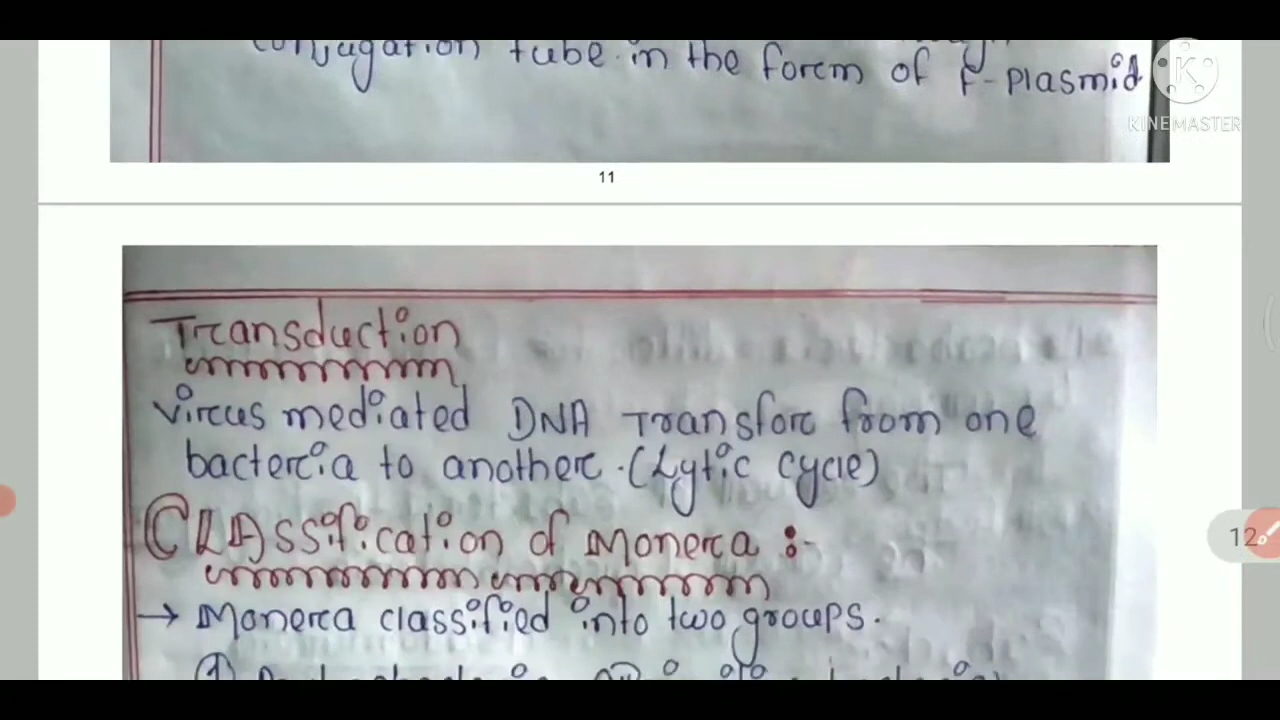 conjugation tube in the form of F-plasmid
KINEMASTER
11
Transduction
Virus mediated DNA Transfor from one
bacteria to another. (Lytic cycle)
CLAssification of Monera :-
→ Monera classified into two groups.
12